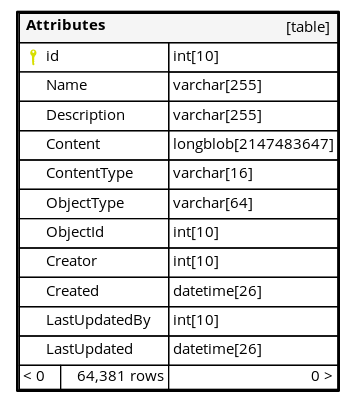 Attributes [table]
id int[10]
Name varchar[255]
Description varchar[255]
Content longblob[2147483647]
ContentType varchar[16]
ObjectType varchar[64]
ObjectId int[10]
Creator int[10]
Created datetime[26]
LastUpdatedBy int[10]
LastUpdated datetime[26]
< 0 64,381 rows 0 >